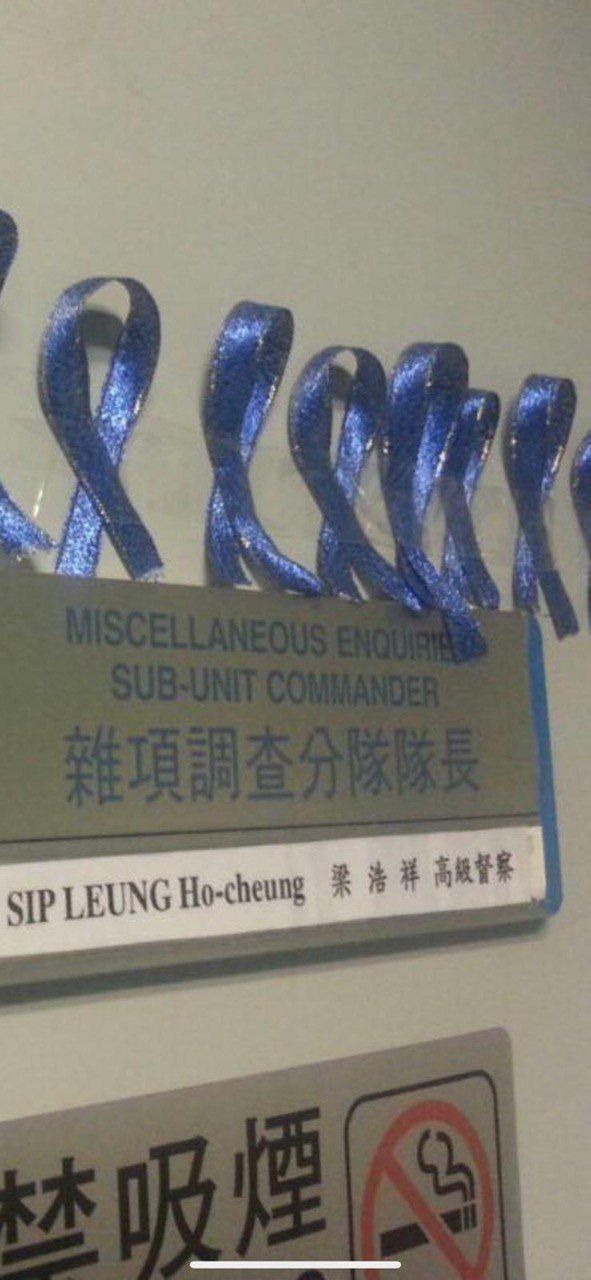 MISCELLANEOUS ENQUIRIES
SUB-UNIT COMMANDER
雜項調查分隊隊長
SIP LEUNG Ho-cheung 梁浩祥 高級督察
禁吸煙